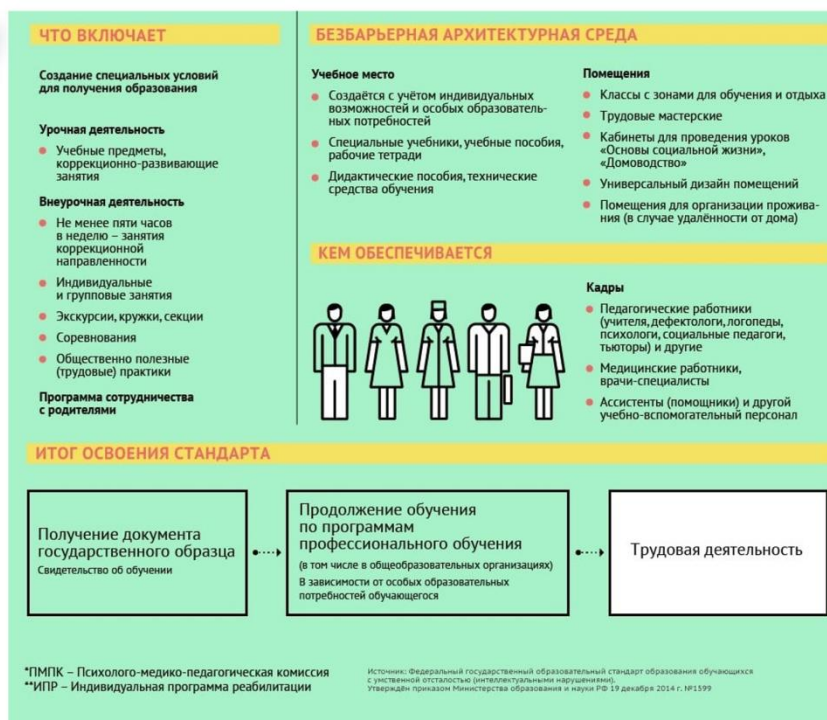 ЧТО ВКЛЮЧАЕТ
Создание специальных условий
для получения образования
Урочная деятельность
Учебные предметы,
коррекционно-развивающие
занятия
Внеурочная деятельность
Не менее пяти часов
в неделю – занятия
коррекционной
направленности
Индивидуальные
и групповые занятия
Экскурсии, кружки, секции
Соревнования
Общественно полезные
(трудовые) практики
Программа сотрудничества
с родителями
БЕЗБАРЬЕРНАЯ АРХИТЕКТУРНАЯ СРЕДА
Учебное место
Создаётся с учётом индивидуальных
возможностей и особых образователь-
ных потребностей
Специальные учебники, учебные пособия,
рабочие тетради
Дидактические пособия, технические
средства обучения
Помещения
Классы с зонами для обучения и отдыха
Трудовые мастерские
Кабинеты для проведения уроков
«Основы социальной жизни»,
«Домоводство»
Универсальный дизайн помещений
Помещения для организации прожива-
ния (в случае удалённости от дома)
КЕМ ОБЕСПЕЧИВАЕТСЯ
Кадры
Педагогические работники
(учителя, дефектологи, логопеды,
психологи, социальные педагоги,
тьюторы) и другие
Медицинские работники,
врачи-специалисты
Ассистенты (помощники) и другой
учебно-вспомогательный персонал
ИТОГ ОСВОЕНИЯ СТАНДАРТА
Получение документа
государственного образца
Свидетельство об обучении
Продолжение обучения
по программам
профессионального обучения
(в том числе в общеобразовательных организациях)
В зависимости от особых образовательных
потребностей обучающегося
Трудовая деятельность
*ПМПК – Психолого-медико-педагогическая комиссия
**ИПР – Индивидуальная программа реабилитации
Источник: Федеральный государственный образовательный стандарт образования обучающихся
с умственной отсталостью (интеллектуальными нарушениями).
Утверждён приказом Министерства образования и науки РФ 19 декабря 2014 г. №1599